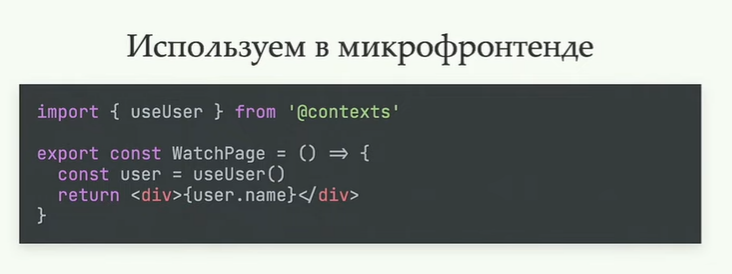 Используем в микрофронтенде
import { useUser } from '@contexts'
export const WatchPage = () => {
  const user = useUser()
  return <div>{user.name}</div>
}